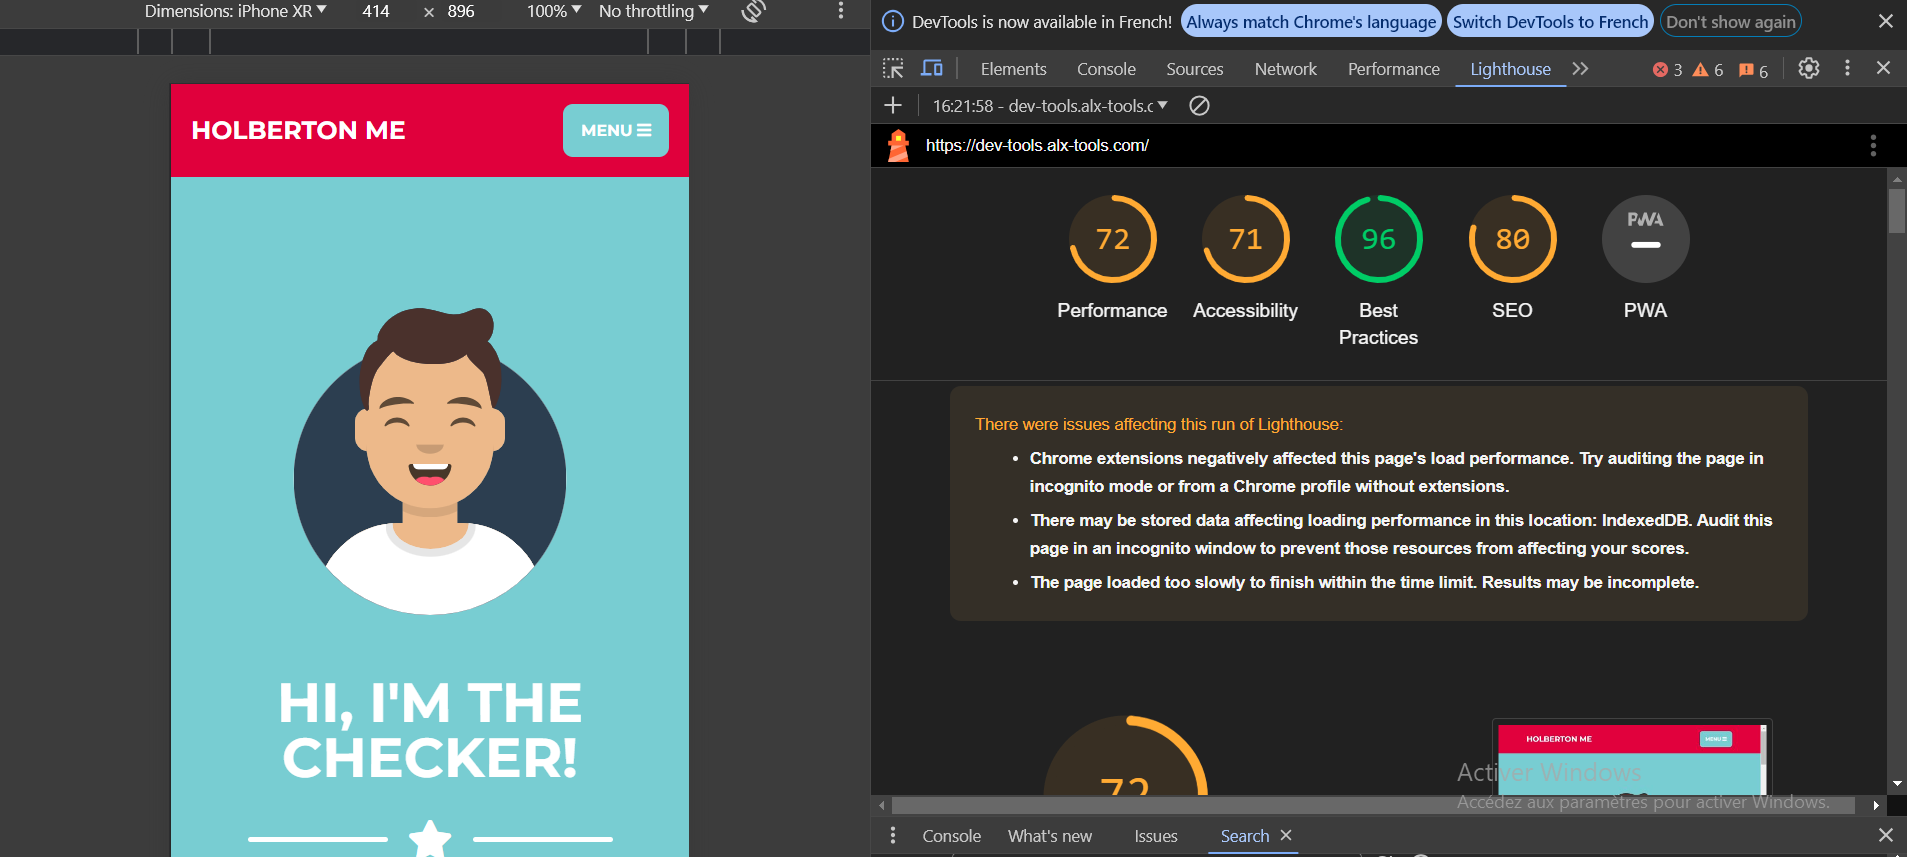 Dimensions: iPhone XR 414 × 896 100% No throttling
HOLBERTON ME
MENU
HI, I'M THE
CHECKER!
DevTools is now available in French! Always match Chrome's language Switch DevTools to French Don't show again
Elements Console Sources Network Performance Lighthouse 3 6 6
16:21:58 - dev-tools.alx-tools.c
https://dev-tools.alx-tools.com/
72 71 96 80 PWA
Performance Accessibility Best Practices SEO PWA
There were issues affecting this run of Lighthouse:
• Chrome extensions negatively affected this page's load performance. Try auditing the page in
incognito mode or from a Chrome profile without extensions.
• There may be stored data affecting loading performance in this location: IndexedDB. Audit this
page in an incognito window to prevent those resources from affecting your scores.
• The page loaded too slowly to finish within the time limit. Results may be incomplete.
72
HOLBERTON ME MENU
Activer Windows
Accédez aux paramètres pour activer Windows.
Console What's new Issues Search